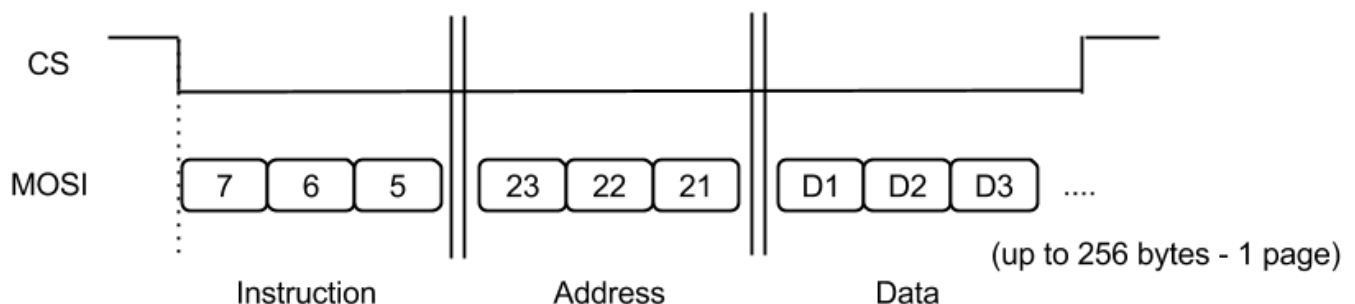 CS
MOSI 7 6 5 23 22 21 D1 D2 D3 ....
(up to 256 bytes - 1 page)
Instruction Address Data